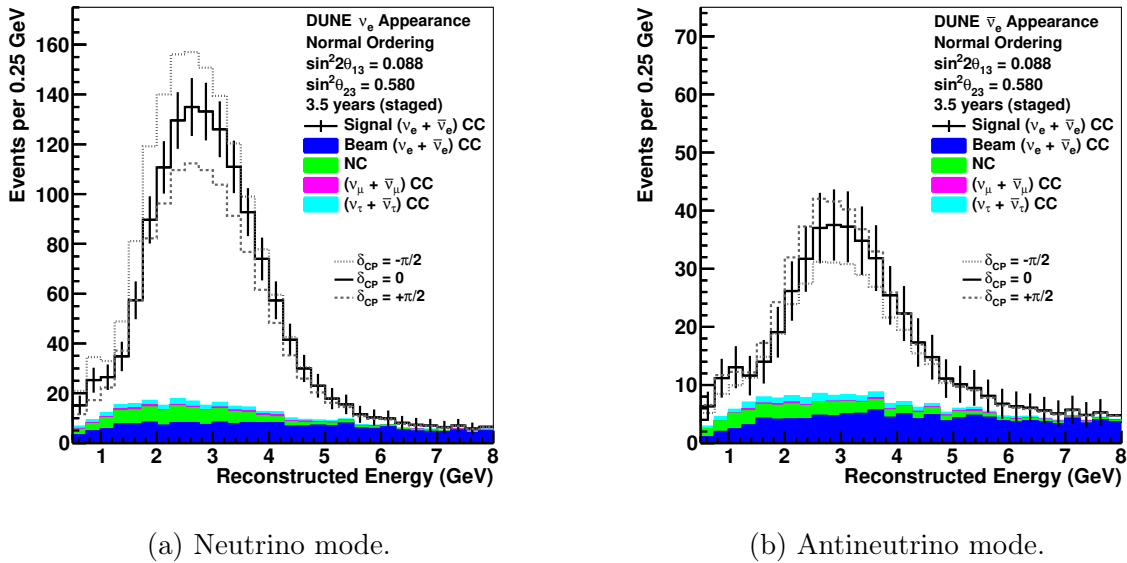 DUNE νe Appearance
Normal Ordering
sin²2θ13 = 0.088
sin²θ23 = 0.580
3.5 years (staged)
Signal (νe + ν̄e) CC
Beam (νe + ν̄e) CC
NC
(νμ + ν̄μ) CC
(ντ + ν̄τ) CC
δCP = -π/2
δCP = 0
δCP = +π/2
Events per 0.25 GeV
160
140
120
100
80
60
40
20
0
1 2 3 4 5 6 7 8
Reconstructed Energy (GeV)
(a) Neutrino mode.
DUNE ν̄e Appearance
Normal Ordering
sin²2θ13 = 0.088
sin²θ23 = 0.580
3.5 years (staged)
Signal (νe + ν̄e) CC
Beam (νe + ν̄e) CC
NC
(νμ + ν̄μ) CC
(ντ + ν̄τ) CC
δCP = -π/2
δCP = 0
δCP = +π/2
Events per 0.25 GeV
70
60
50
40
30
20
10
0
1 2 3 4 5 6 7 8
Reconstructed Energy (GeV)
(b) Antineutrino mode.